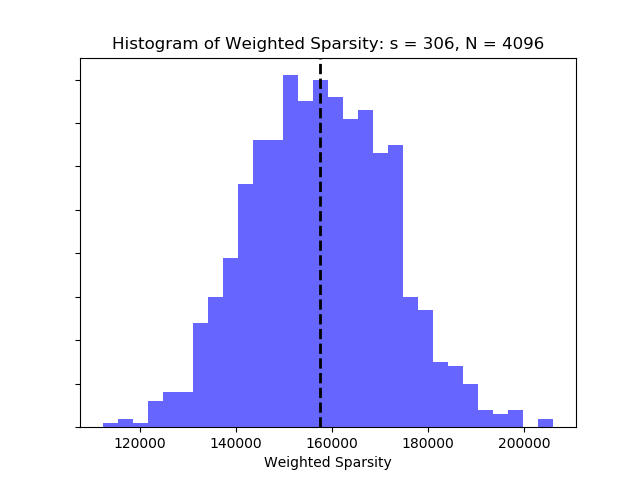 Histogram of Weighted Sparsity: s = 306, N = 4096
120000 140000 160000 180000 200000
Weighted Sparsity